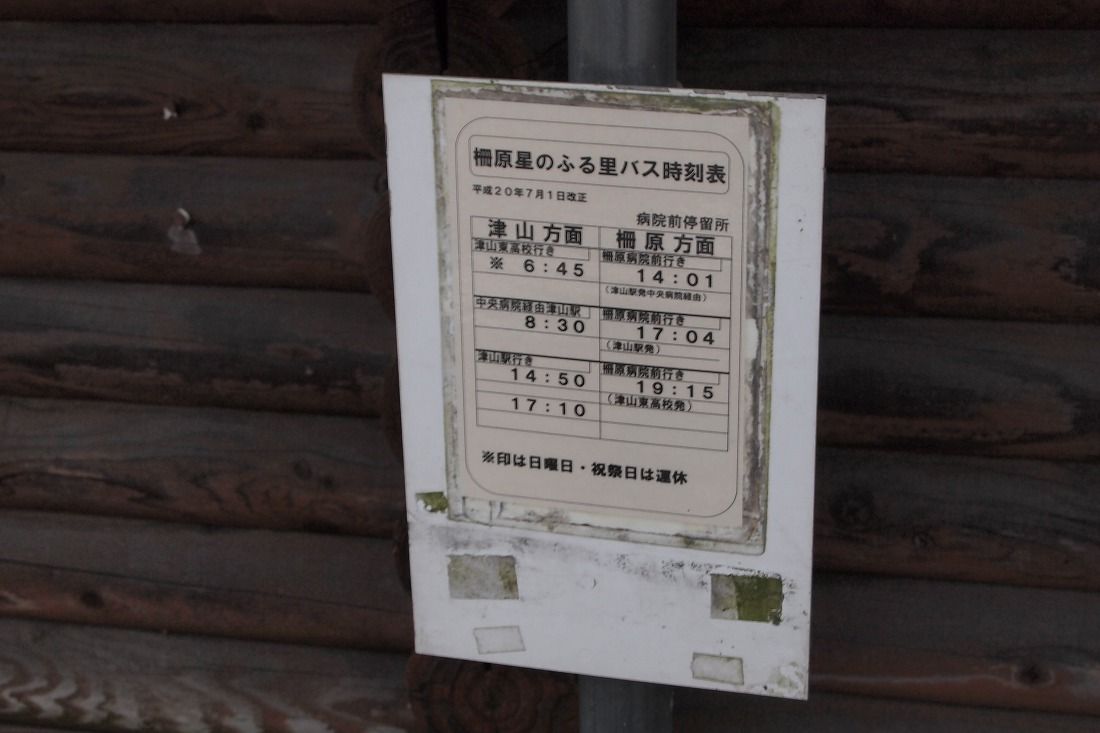 柵原星のふる里バス時刻表
平成20年7月1日改正
病院前停留所
津山方面
津山東高校行き
※ 6:45
中央病院経由津山駅
8:30
津山駅行き
14:50
17:10
柵原方面
柵原病院前行き
14:01
(津山駅発中央病院経由)
柵原病院前行き
17:04
(津山駅発)
柵原病院前行き
19:15
(津山東高校発)
※印は日曜日・祝祭日は運休